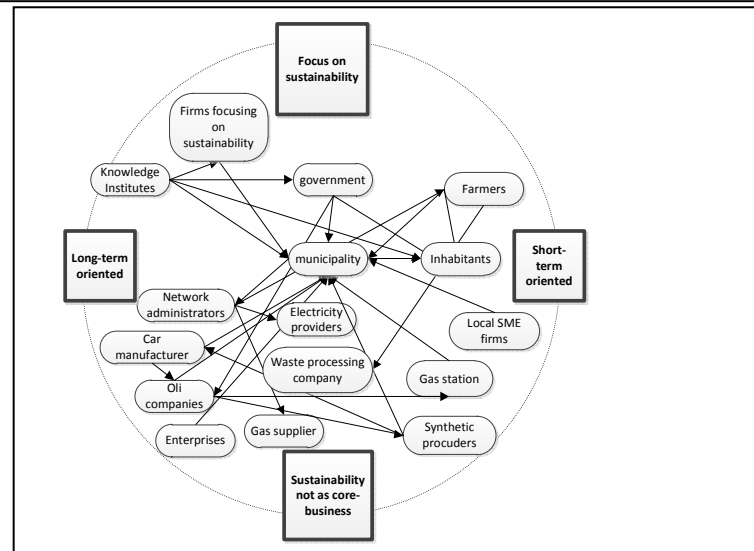 Focus on
sustainability
Firms focusing
on
sustainability
Knowledge
Institutes
government
Farmers
Long-term
oriented
municipality
Inhabitants
Short-
term
oriented
Network
administrators
Electricity
providers
Local SME
firms
Car
manufacturer
Waste processing
company
Gas station
Oli
companies
Enterprises
Gas supplier
Synthetic
procuders
Sustainability
not as core-
business